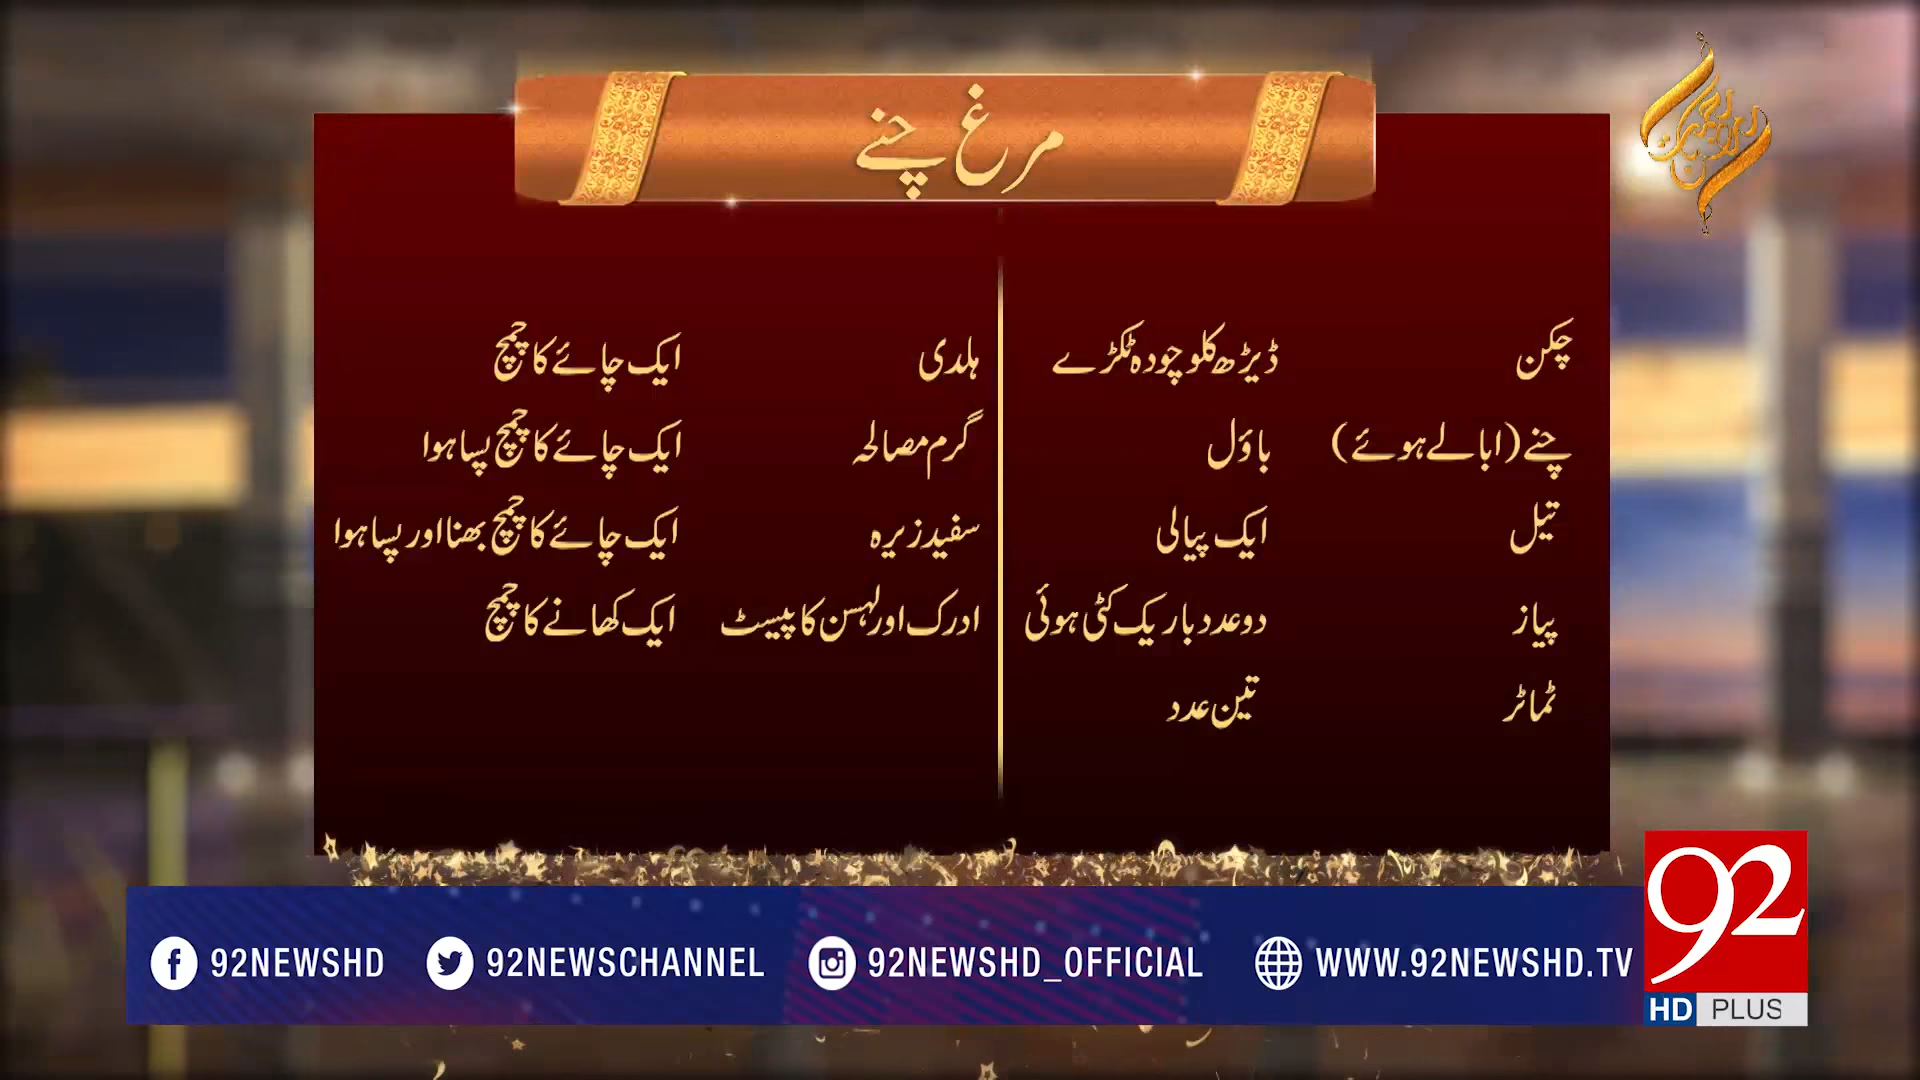 مرغ چنے
چکن ڈیڑھ کلو چودہ ٹکڑے
چنے (ابالے ہوئے) باؤل
تیل ایک پیالی
پیاز دو عدد باریک کٹی ہوئی
ٹماٹر تین عدد
ہلدی ایک چائے کا چمچ
گرم مصالحہ ایک چائے کا چمچ پسا ہوا
سفید زیرہ ایک چائے کا چمچ بھنا اور پسا ہوا
ادرک اور لہسن کا پیسٹ ایک کھانے کا چمچ
92NEWSHD 92NEWSCHANNEL 92NEWSHD_OFFICIAL WWW.92NEWSHD.TV
92
HD PLUS